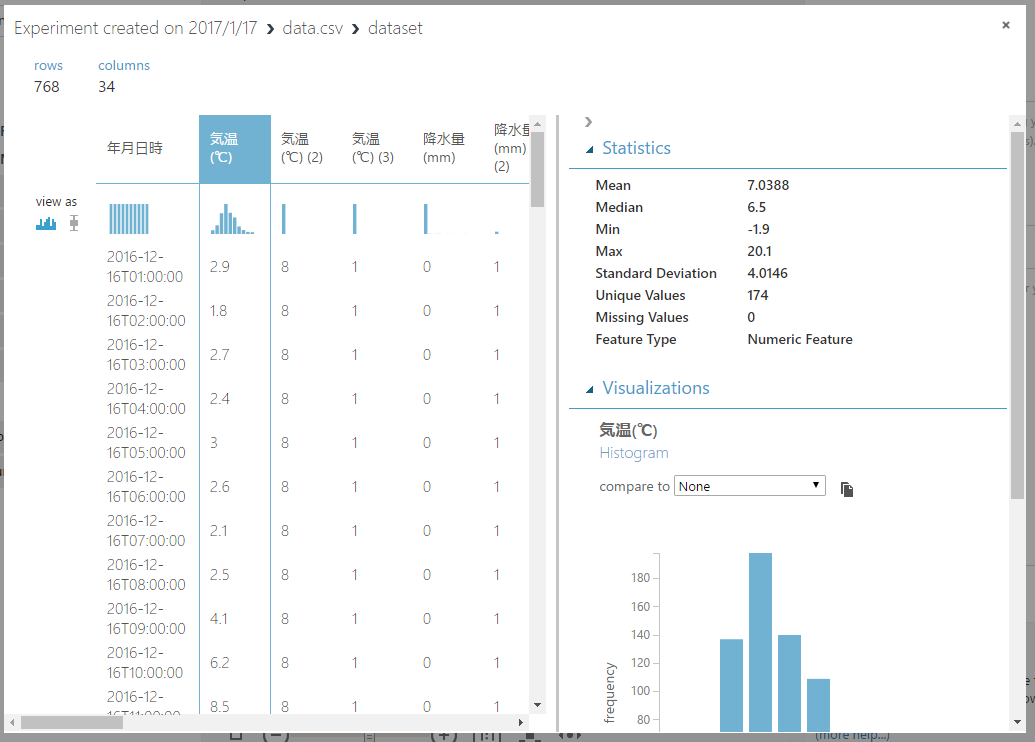 Experiment created on 2017/1/17 › data.csv › dataset
rows columns
768 34
年月日時
気温
(℃)
気温
(℃) (2)
気温
(℃) (3)
降水量
(mm)
降水量
(mm)
(2)
view as
2016-12-
16T01:00:00 2.9 8 1 0 1
2016-12-
16T02:00:00 1.8 8 1 0 1
2016-12-
16T03:00:00 2.7 8 1 0 1
2016-12-
16T04:00:00 2.4 8 1 0 1
2016-12-
16T05:00:00 3 8 1 0 1
2016-12-
16T06:00:00 2.6 8 1 0 1
2016-12-
16T07:00:00 2.1 8 1 0 1
2016-12-
16T08:00:00 2.5 8 1 0 1
2016-12-
16T09:00:00 4.1 8 1 0 1
2016-12-
16T10:00:00 6.2 8 1 0 1
2016-12-
16T11:00:00 8.5 8 1 0 1
Statistics
Mean 7.0388
Median 6.5
Min -1.9
Max 20.1
Standard Deviation 4.0146
Unique Values 174
Missing Values 0
Feature Type Numeric Feature
Visualizations
気温(℃)
Histogram
compare to None
180
160
140
120
100
80
frequency
(more help...)